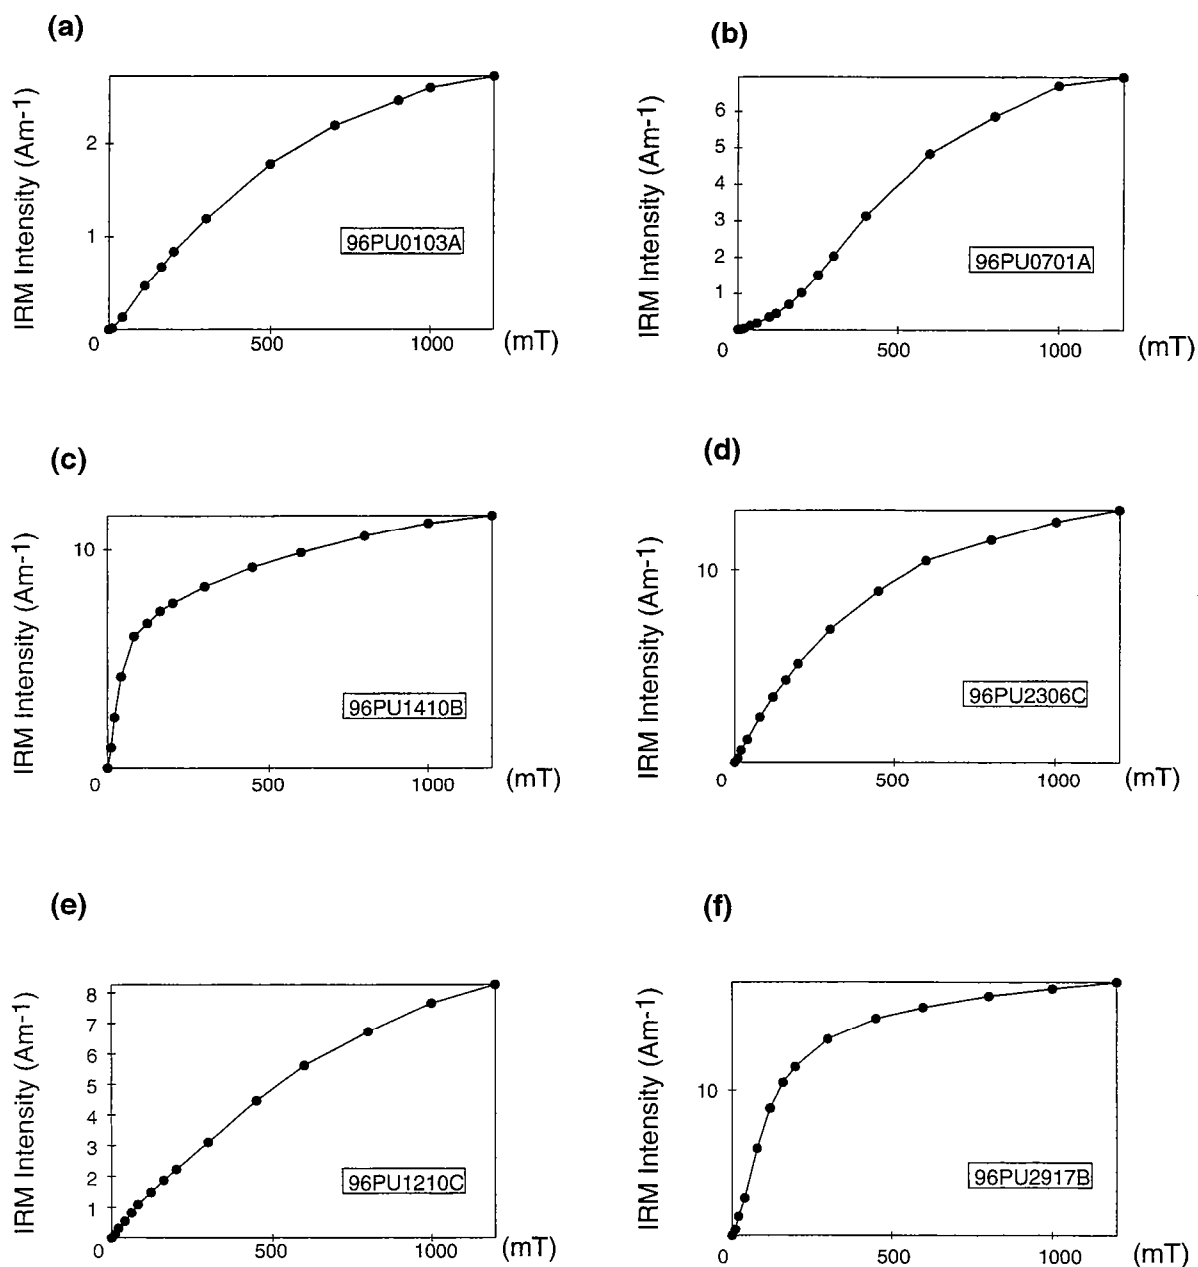 (a)
IRM Intensity (Am-1)
2
1
96PU0103A
0
500
1000
(mT)
(b)
IRM Intensity (Am-1)
6
5
4
3
2
1
96PU0701A
0
500
1000
(mT)
(c)
IRM Intensity (Am-1)
10
96PU1410B
0
500
1000
(mT)
(d)
IRM Intensity (Am-1)
10
96PU2306C
0
500
1000
(mT)
(e)
IRM Intensity (Am-1)
8
7
6
5
4
3
2
1
96PU1210C
0
500
1000
(mT)
(f)
IRM Intensity (Am-1)
10
96PU2917B
0
500
1000
(mT)